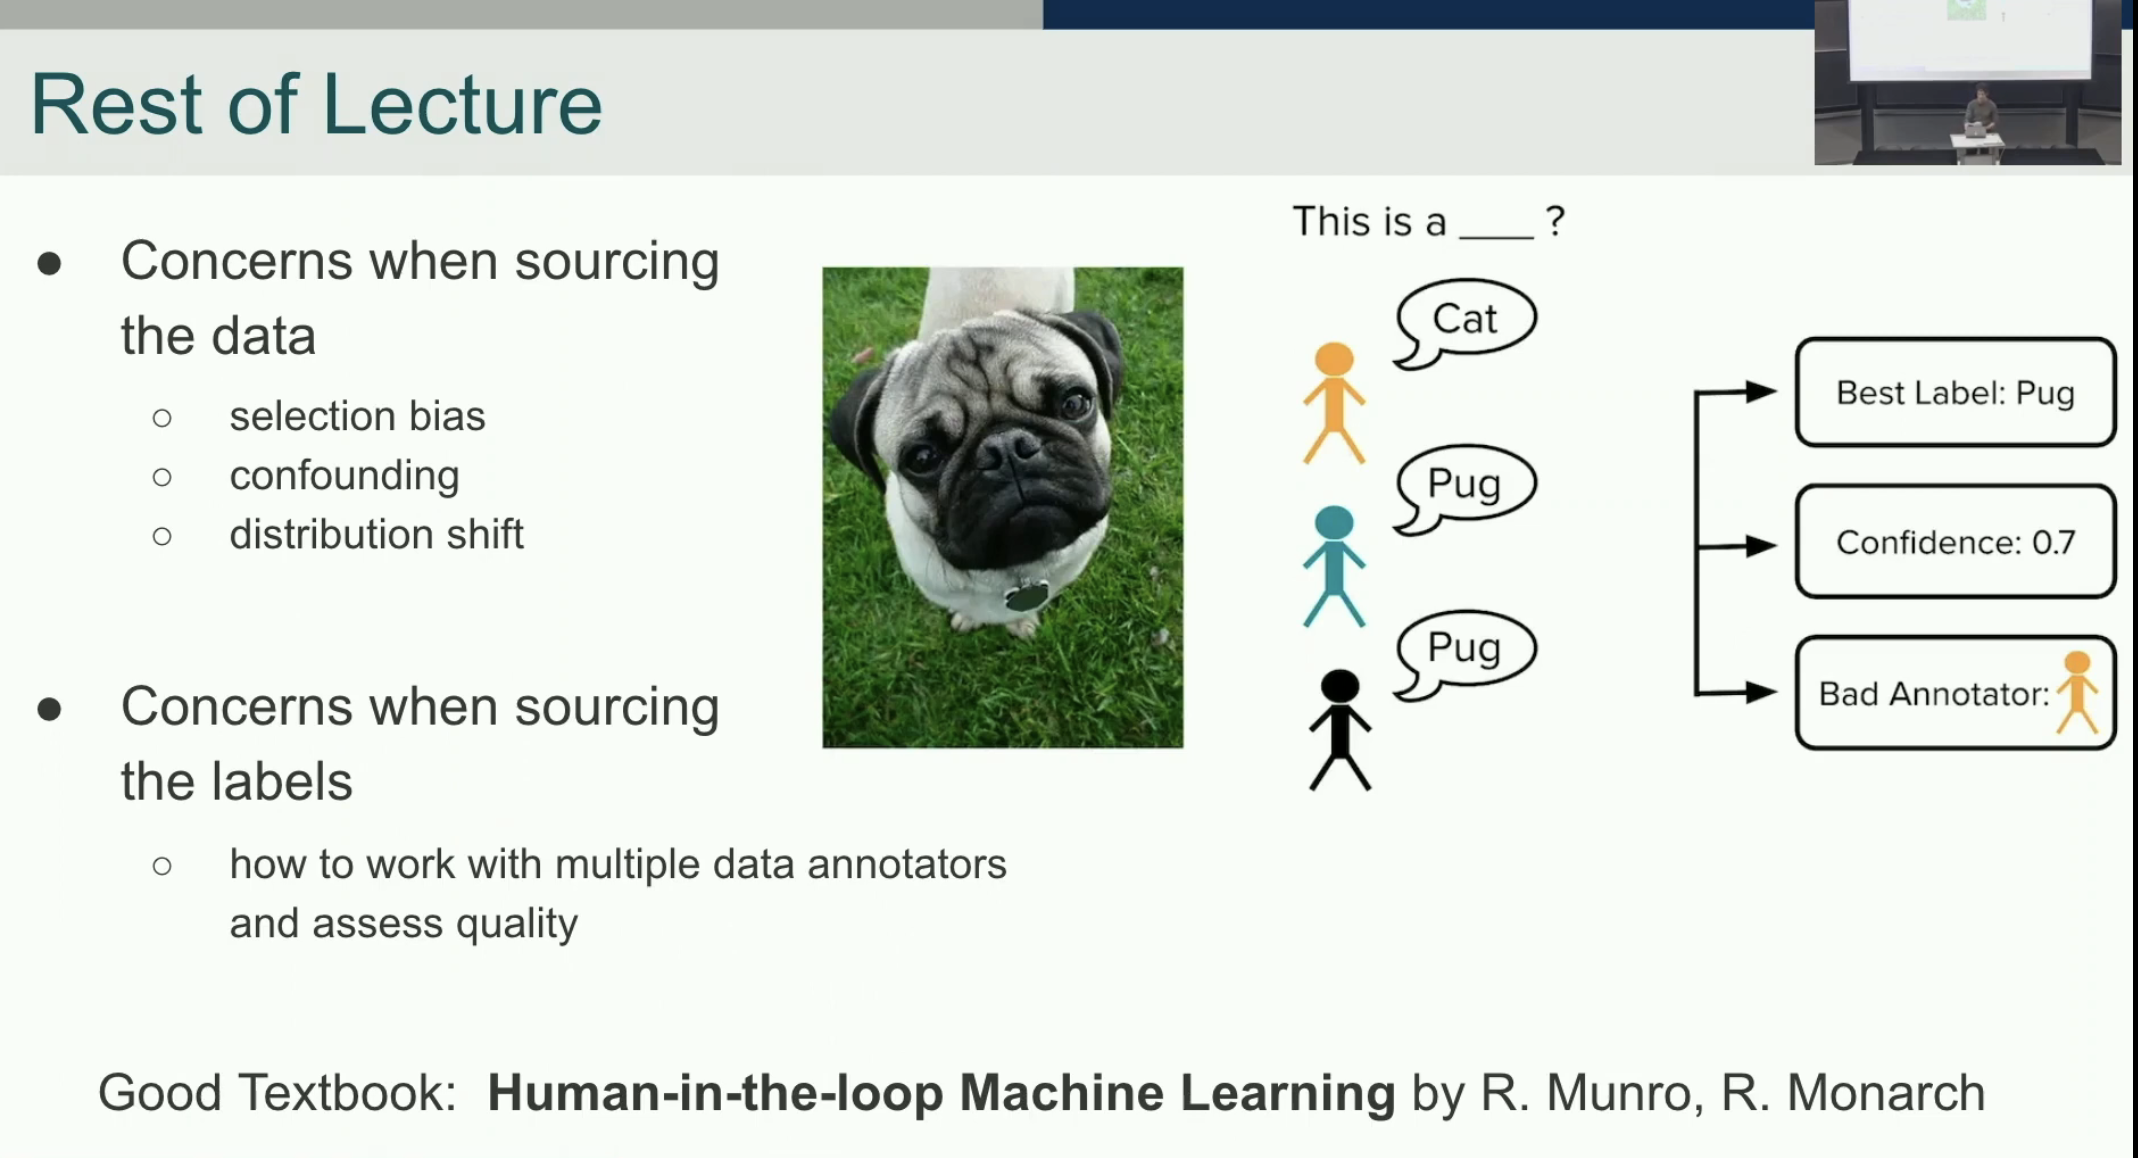 Rest of Lecture
● Concerns when sourcing
the data
○ selection bias
○ confounding
○ distribution shift
● Concerns when sourcing
the labels
○ how to work with multiple data annotators
and assess quality
This is a ____ ?
Cat
Pug
Pug
Best Label: Pug
Confidence: 0.7
Bad Annotator:
Good Textbook: Human-in-the-loop Machine Learning by R. Munro, R. Monarch